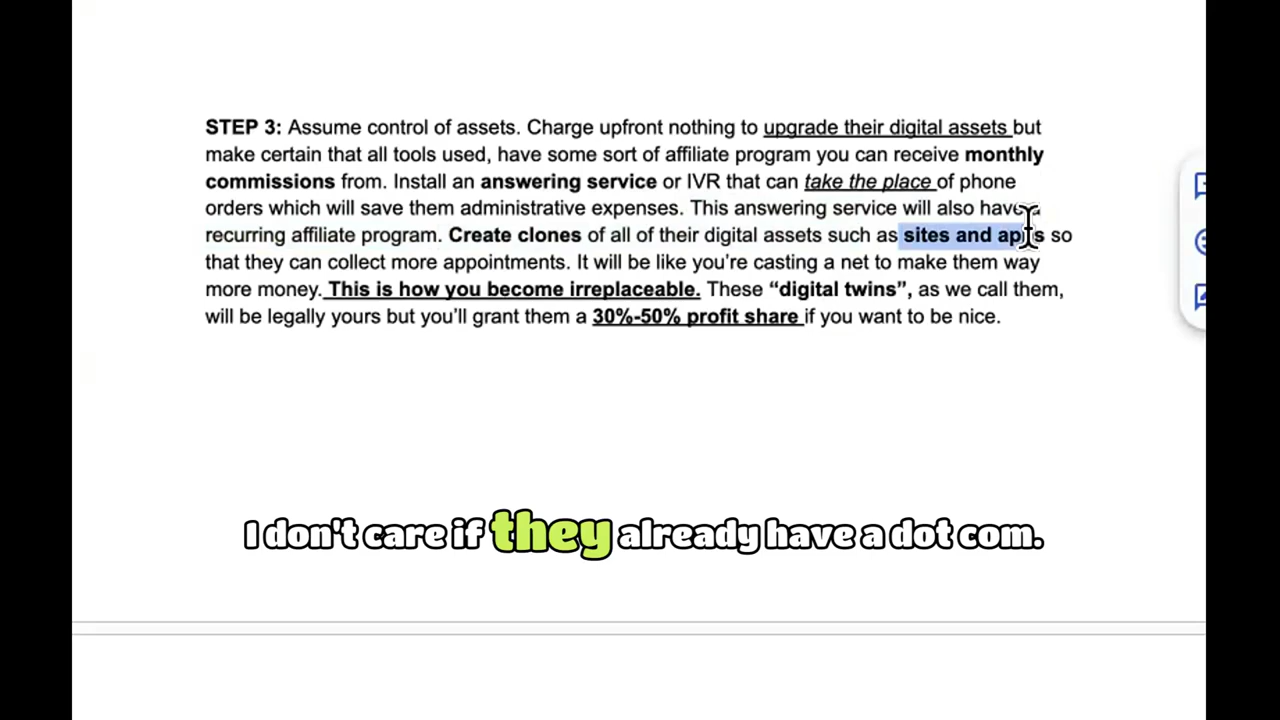 STEP 3: Assume control of assets. Charge upfront nothing to upgrade their digital assets but
make certain that all tools used, have some sort of affiliate program you can receive monthly
commissions from. Install an answering service or IVR that can take the place of phone
orders which will save them administrative expenses. This answering service will also have a
recurring affiliate program. Create clones of all of their digital assets such as sites and apps so
that they can collect more appointments. It will be like you’re casting a net to make them way
more money. This is how you become irreplaceable. These “digital twins”, as we call them,
will be legally yours but you’ll grant them a 30%-50% profit share if you want to be nice.
I don't care if they already have a dot com.